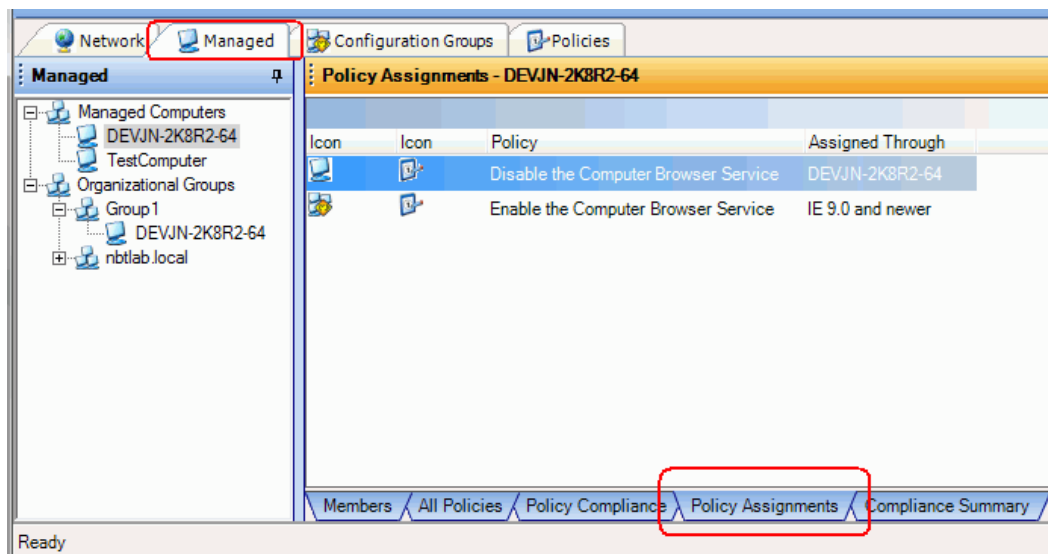 Network Managed Configuration Groups Policies
Managed
Policy Assignments - DEVJN-2K8R2-64
Managed Computers
DEVJN-2K8R2-64
TestComputer
Organizational Groups
Group1
DEVJN-2K8R2-64
nbtlab.local
Icon Icon Policy Assigned Through
Disable the Computer Browser Service DEVJN-2K8R2-64
Enable the Computer Browser Service IE 9.0 and newer
Members All Policies Policy Compliance Policy Assignments Compliance Summary
Ready